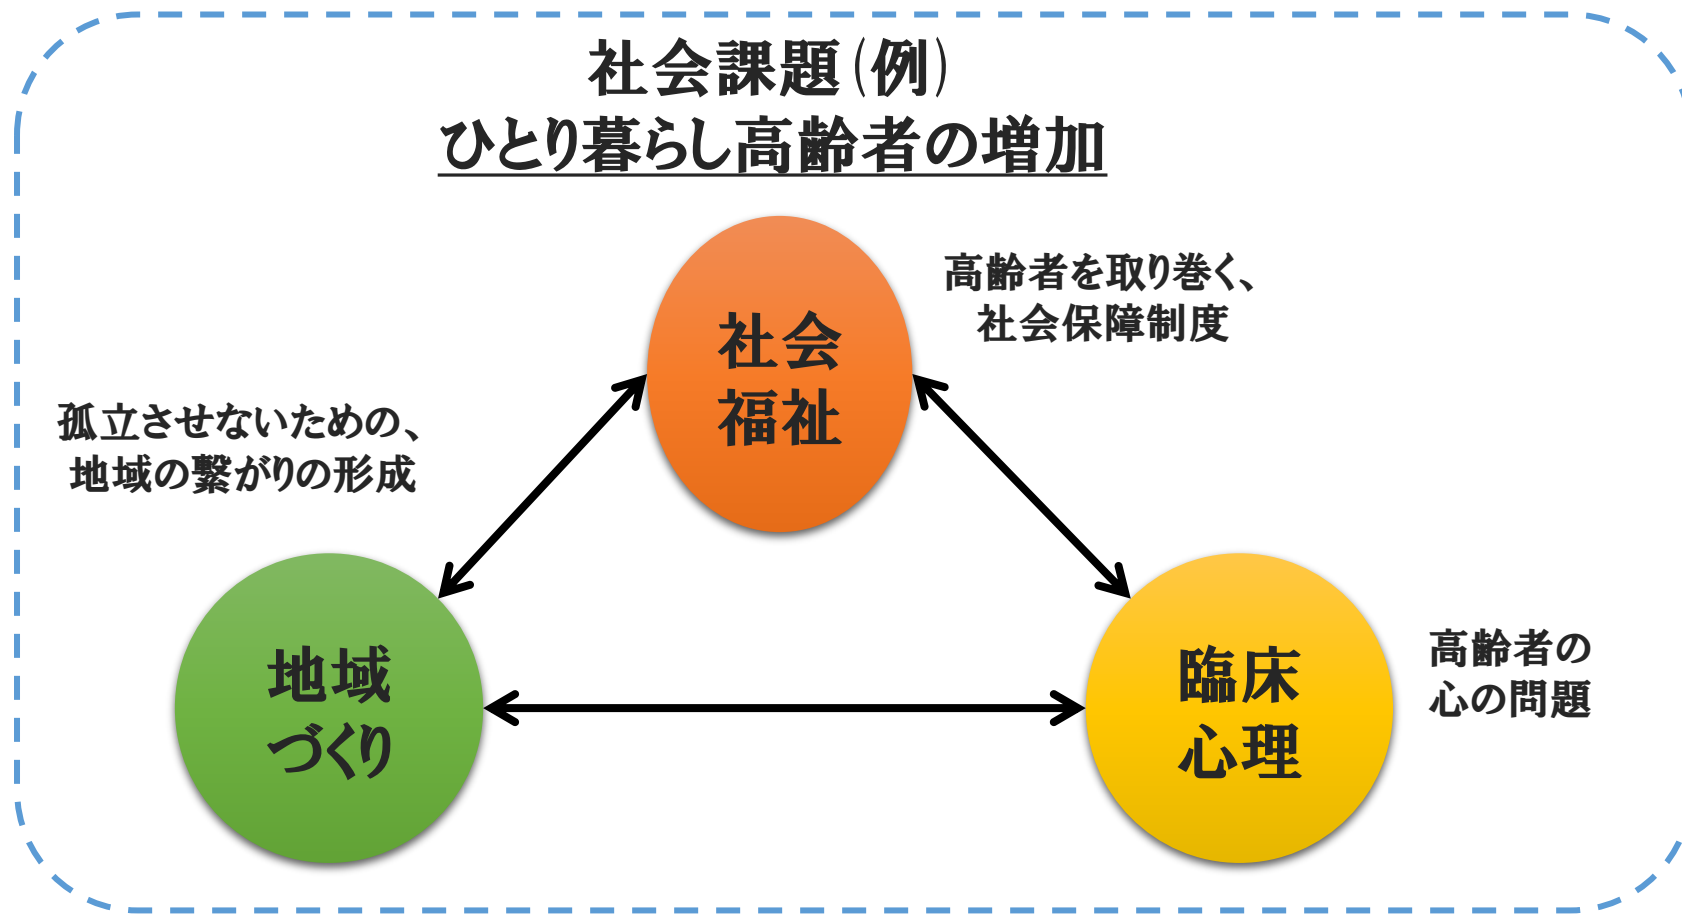 社会課題(例)
ひとり暮らし高齢者の増加
社会
福祉
高齢者を取り巻く、
社会保障制度
孤立させないための、
地域の繋がりの形成
地域
づくり
臨床
心理
高齢者の
心の問題